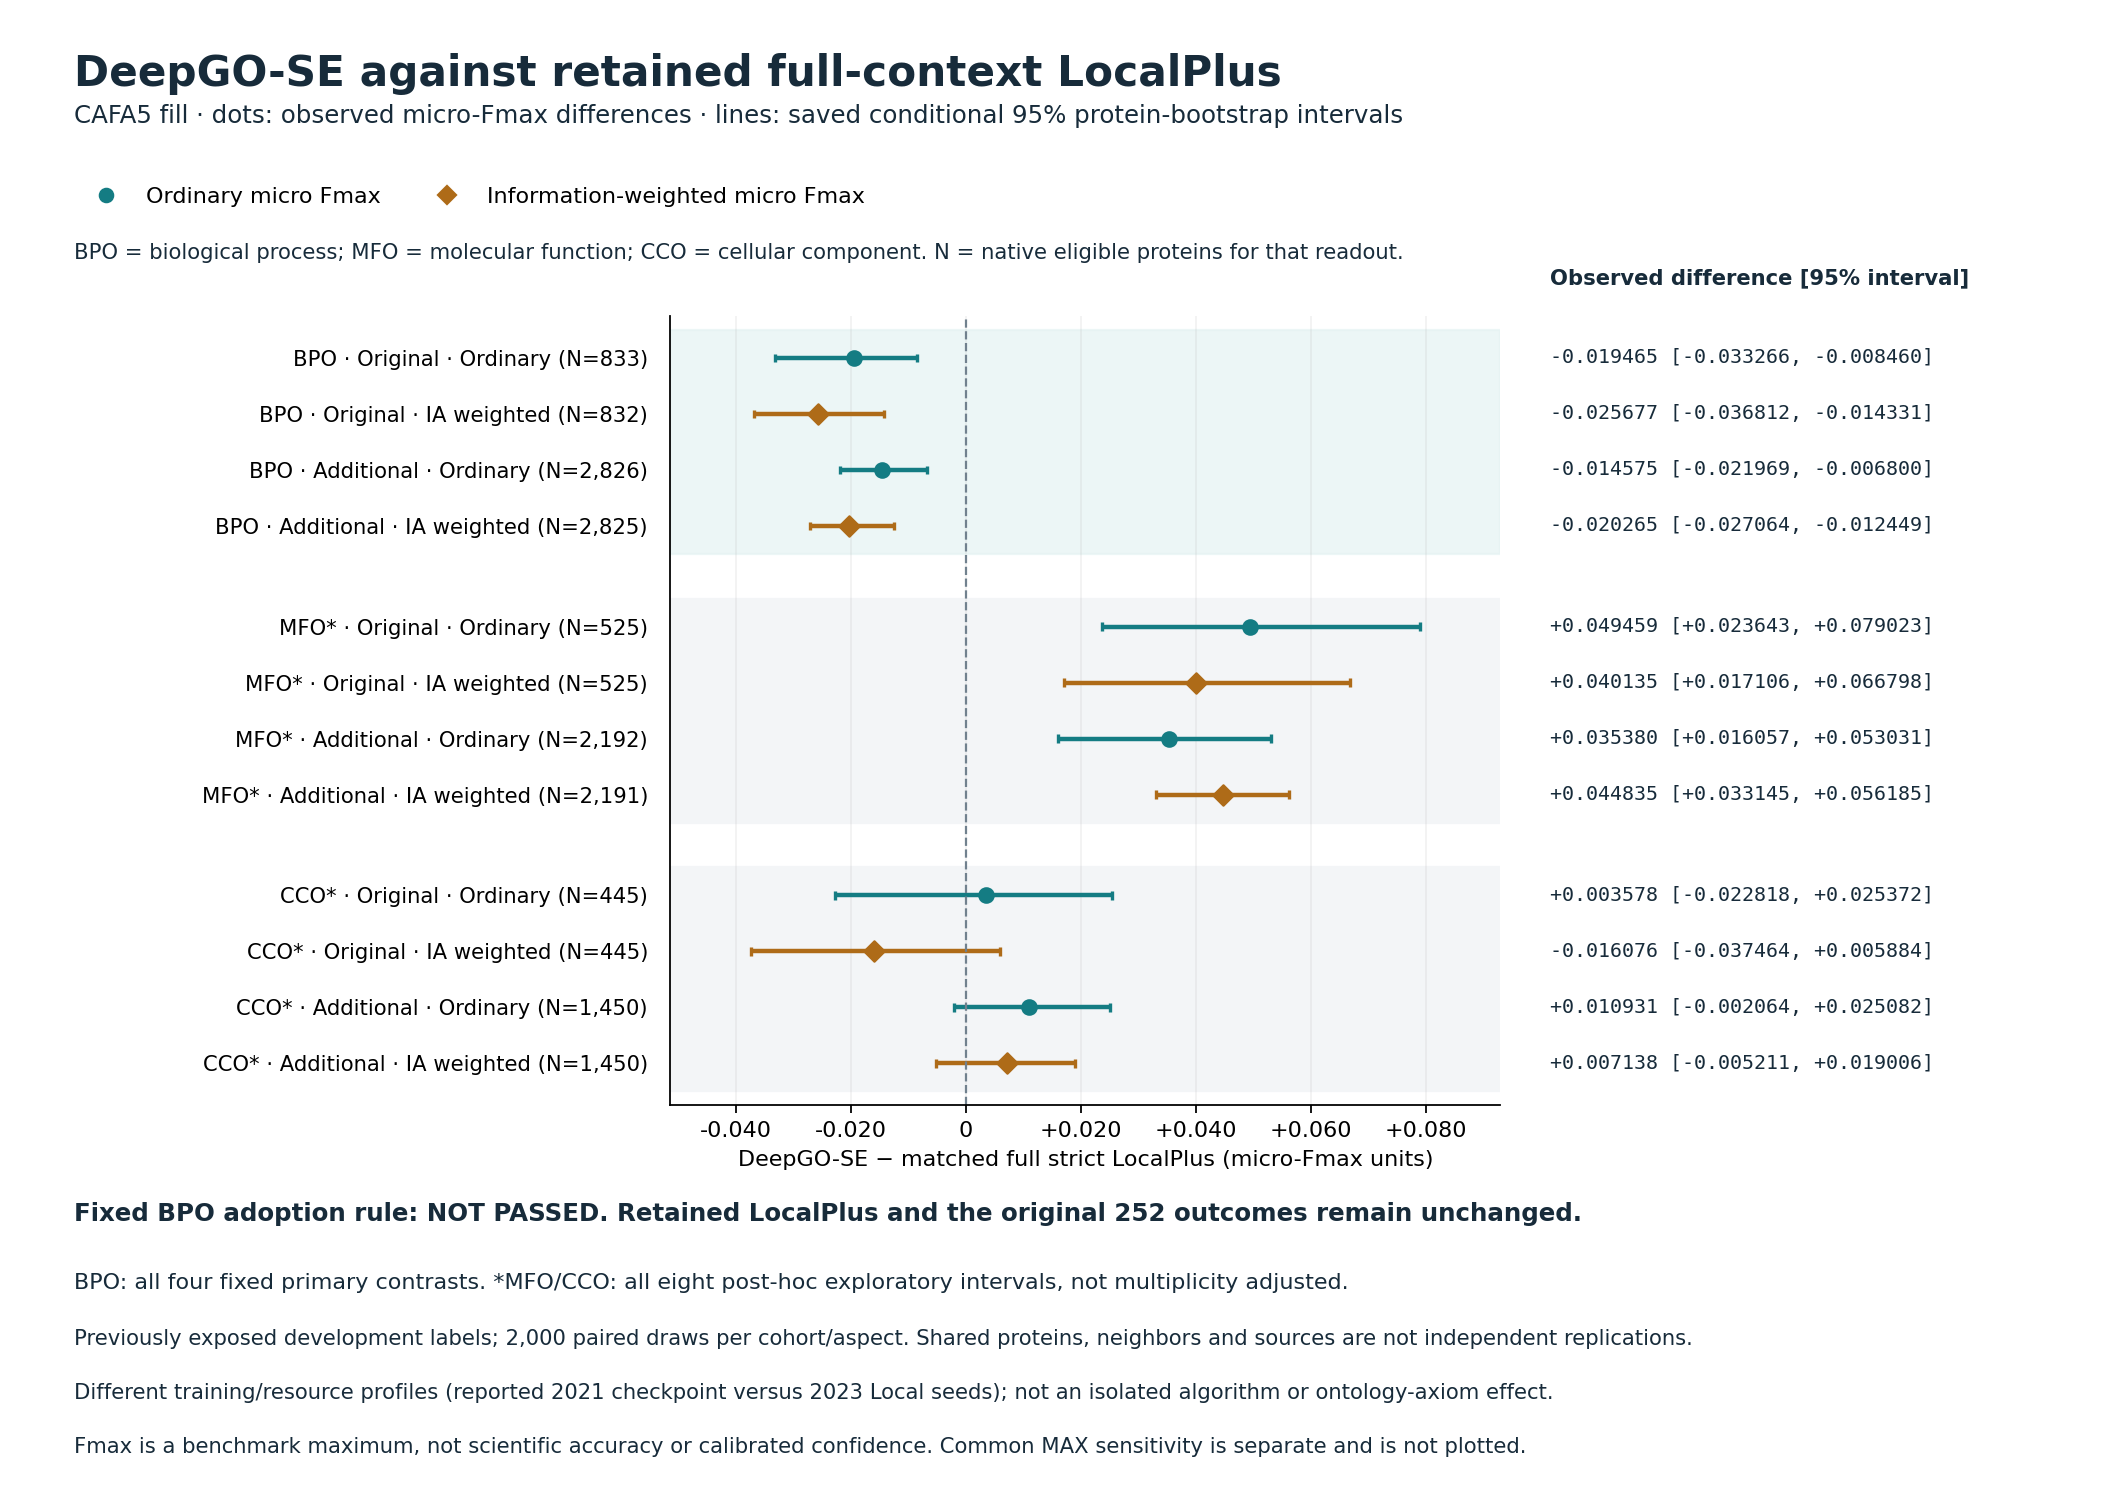 DeepGO-SE against retained full-context LocalPlus
CAFA5 fill · dots: observed micro-Fmax differences · lines: saved conditional 95% protein-bootstrap intervals
Ordinary micro Fmax
Information-weighted micro Fmax
BPO = biological process; MFO = molecular function; CCO = cellular component. N = native eligible proteins for that readout.
Observed difference [95% interval]
BPO · Original · Ordinary (N=833) -0.019465 [-0.033266, -0.008460]
BPO · Original · IA weighted (N=832) -0.025677 [-0.036812, -0.014331]
BPO · Additional · Ordinary (N=2,826) -0.014575 [-0.021969, -0.006800]
BPO · Additional · IA weighted (N=2,825) -0.020265 [-0.027064, -0.012449]
MFO* · Original · Ordinary (N=525) +0.049459 [+0.023643, +0.079023]
MFO* · Original · IA weighted (N=525) +0.040135 [+0.017106, +0.066798]
MFO* · Additional · Ordinary (N=2,192) +0.035380 [+0.016057, +0.053031]
MFO* · Additional · IA weighted (N=2,191) +0.044835 [+0.033145, +0.056185]
CCO* · Original · Ordinary (N=445) +0.003578 [-0.022818, +0.025372]
CCO* · Original · IA weighted (N=445) -0.016076 [-0.037464, +0.005884]
CCO* · Additional · Ordinary (N=1,450) +0.010931 [-0.002064, +0.025082]
CCO* · Additional · IA weighted (N=1,450) +0.007138 [-0.005211, +0.019006]
-0.040 -0.020 0 +0.020 +0.040 +0.060 +0.080
DeepGO-SE − matched full strict LocalPlus (micro-Fmax units)
Fixed BPO adoption rule: NOT PASSED. Retained LocalPlus and the original 252 outcomes remain unchanged.
BPO: all four fixed primary contrasts. *MFO/CCO: all eight post-hoc exploratory intervals, not multiplicity adjusted.
Previously exposed development labels; 2,000 paired draws per cohort/aspect. Shared proteins, neighbors and sources are not independent replications.
Different training/resource profiles (reported 2021 checkpoint versus 2023 Local seeds); not an isolated algorithm or ontology-axiom effect.
Fmax is a benchmark maximum, not scientific accuracy or calibrated confidence. Common MAX sensitivity is separate and is not plotted.